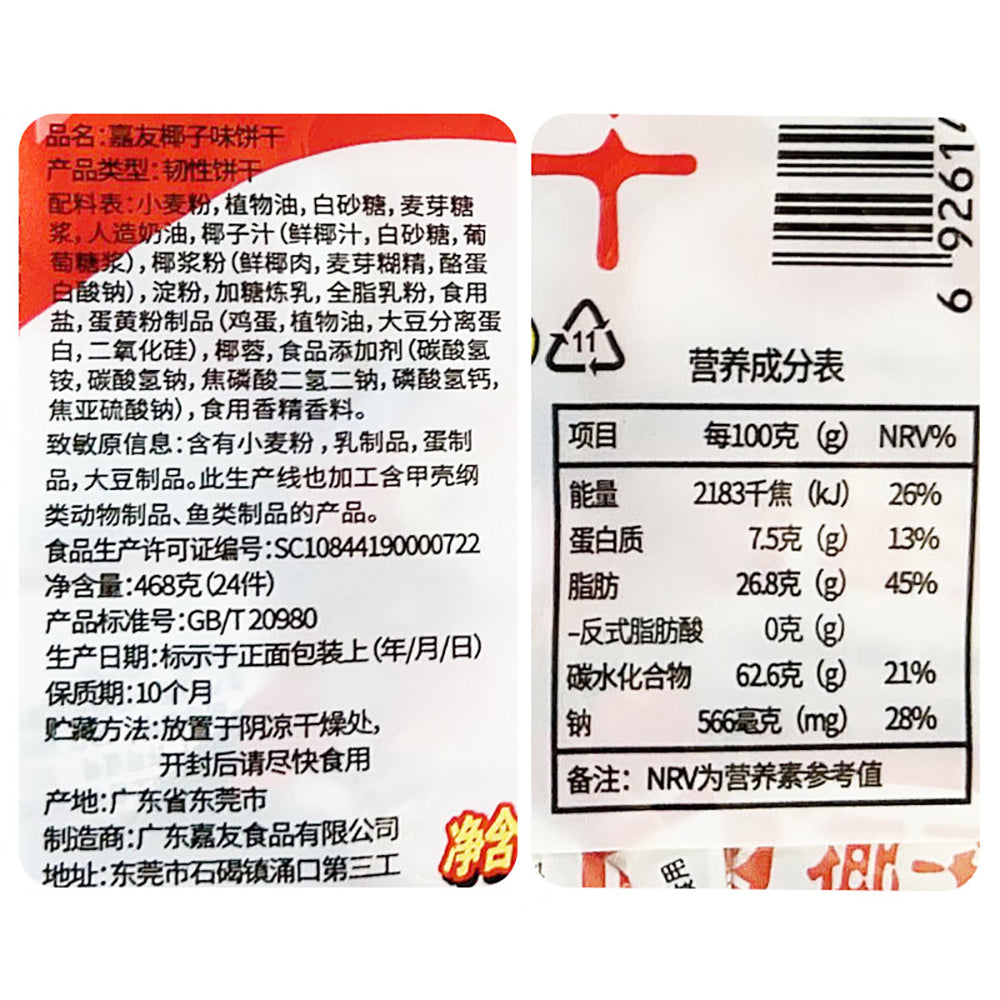 品名:嘉友椰子味饼干
产品类型:韧性饼干
配料表:小麦粉,植物油,白砂糖,麦芽糖
浆,人造奶油,椰子汁(鲜椰汁,白砂糖,葡
萄糖浆),椰浆粉(鲜椰肉,麦芽糊精,酪蛋
白酸钠),淀粉,加糖炼乳,全脂乳粉,食用
盐,蛋黄粉制品(鸡蛋,植物油,大豆分离蛋
白,二氧化硅),椰蓉,食品添加剂(碳酸氢
铵,碳酸氢钠,焦磷酸二氢二钠,磷酸氢钙,
焦亚硫酸钠),食用香精香料。
致敏原信息:含有小麦粉,乳制品,蛋制
品,大豆制品。此生产线也加工含甲壳纲
类动物制品、鱼类制品的产品。
食品生产许可证编号:SC10844190000722
净含量:468克(24件)
产品标准号:GB/T 20980
生产日期:标示于正面包装上(年/月/日)
保质期:10个月
贮藏方法:放置于阴凉干燥处,
开封后请尽快食用
产地:广东省东莞市
制造商:广东嘉友食品有限公司
地址:东莞市石碣镇涌口第三工
净含
692617
11
营养成分表
项目 每100克 (g) NRV%
能量 2183千焦 (kJ) 26%
蛋白质 7.5克 (g) 13%
脂肪 26.8克 (g) 45%
-反式脂肪酸 0克 (g)
碳水化合物 62.6克 (g) 21%
钠 566毫克 (mg) 28%
备注: NRV为营养素参考值